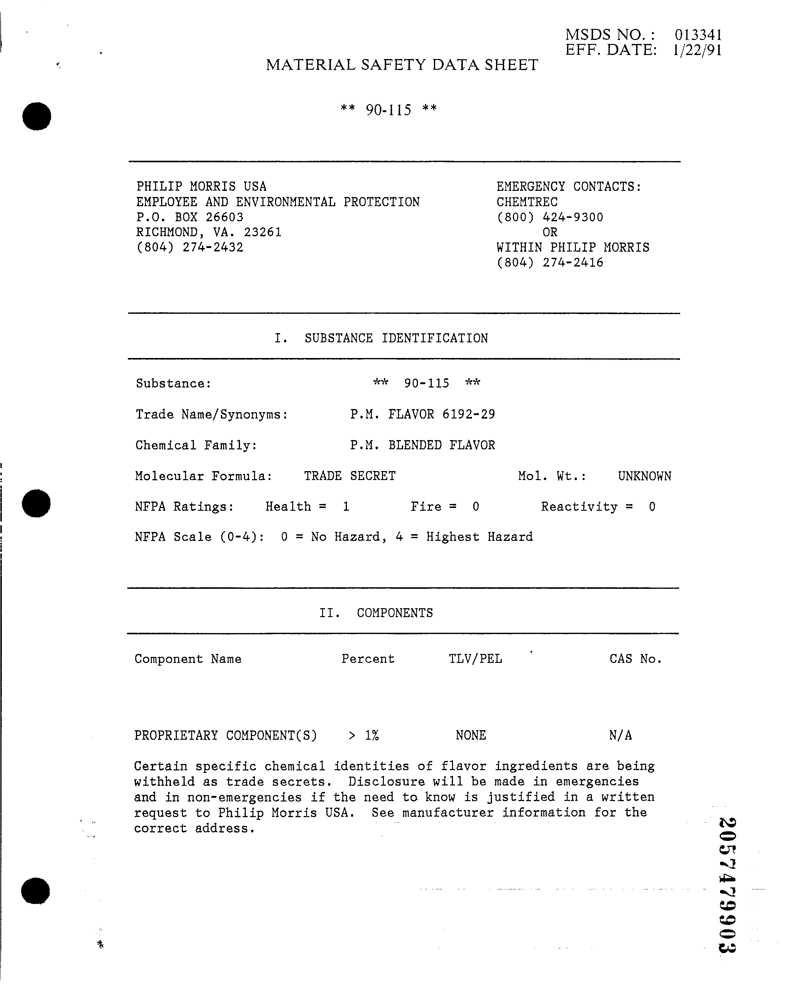 MSDS NO. : 013341
EFF. DATE: 1/22/91
MATERIAL SAFETY DATA SHEET
** 90-115 **
PHILIP MORRIS USA
EMPLOYEE AND ENVIRONMENTAL PROTECTION
P.O. BOX 26603
RICHMOND, VA. 23261
(804) 274-2432
EMERGENCY CONTACTS:
CHEMTREC
(800) 424-9300
OR
WITHIN PHILIP MORRIS
(804) 274-2416
I. SUBSTANCE IDENTIFICATION
Substance: ** 90-115 **
Trade Name/Synonyms: P.M. FLAVOR 6192-29
Chemical Family: P.M. BLENDED FLAVOR
Molecular Formula: TRADE SECRET Mol. Wt.: UNKNOWN
NFPA Ratings: Health = 1 Fire = 0 Reactivity = 0
NFPA Scale (0-4): 0 = No Hazard, 4 = Highest Hazard
II. COMPONENTS
Component Name Percent TLV/PEL CAS No.
PROPRIETARY COMPONENT(S) > 1% NONE N/A
Certain specific chemical identities of flavor ingredients are being
withheld as trade secrets. Disclosure will be made in emergencies
and in non-emergencies if the need to know is justified in a written
request to Philip Morris USA. See manufacturer information for the
correct address.
2057479903